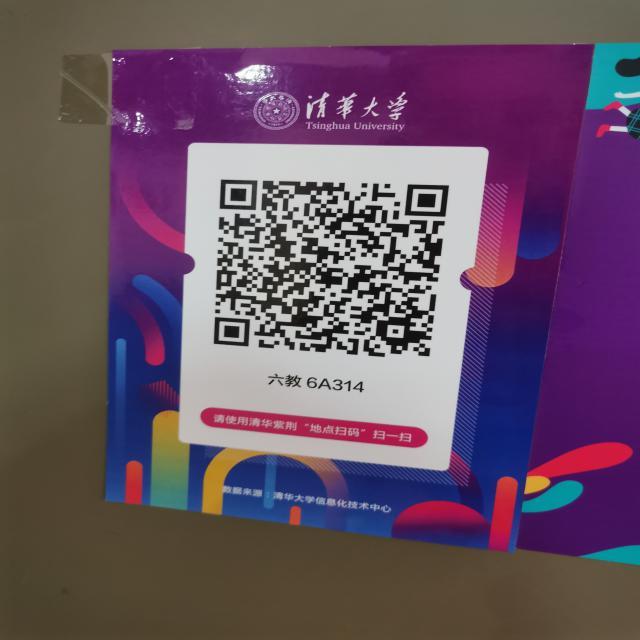 清华大学
Tsinghua University
六教 6A314
请使用清华紫荆“地点扫码”扫一扫
数据来源：清华大学信息化技术中心